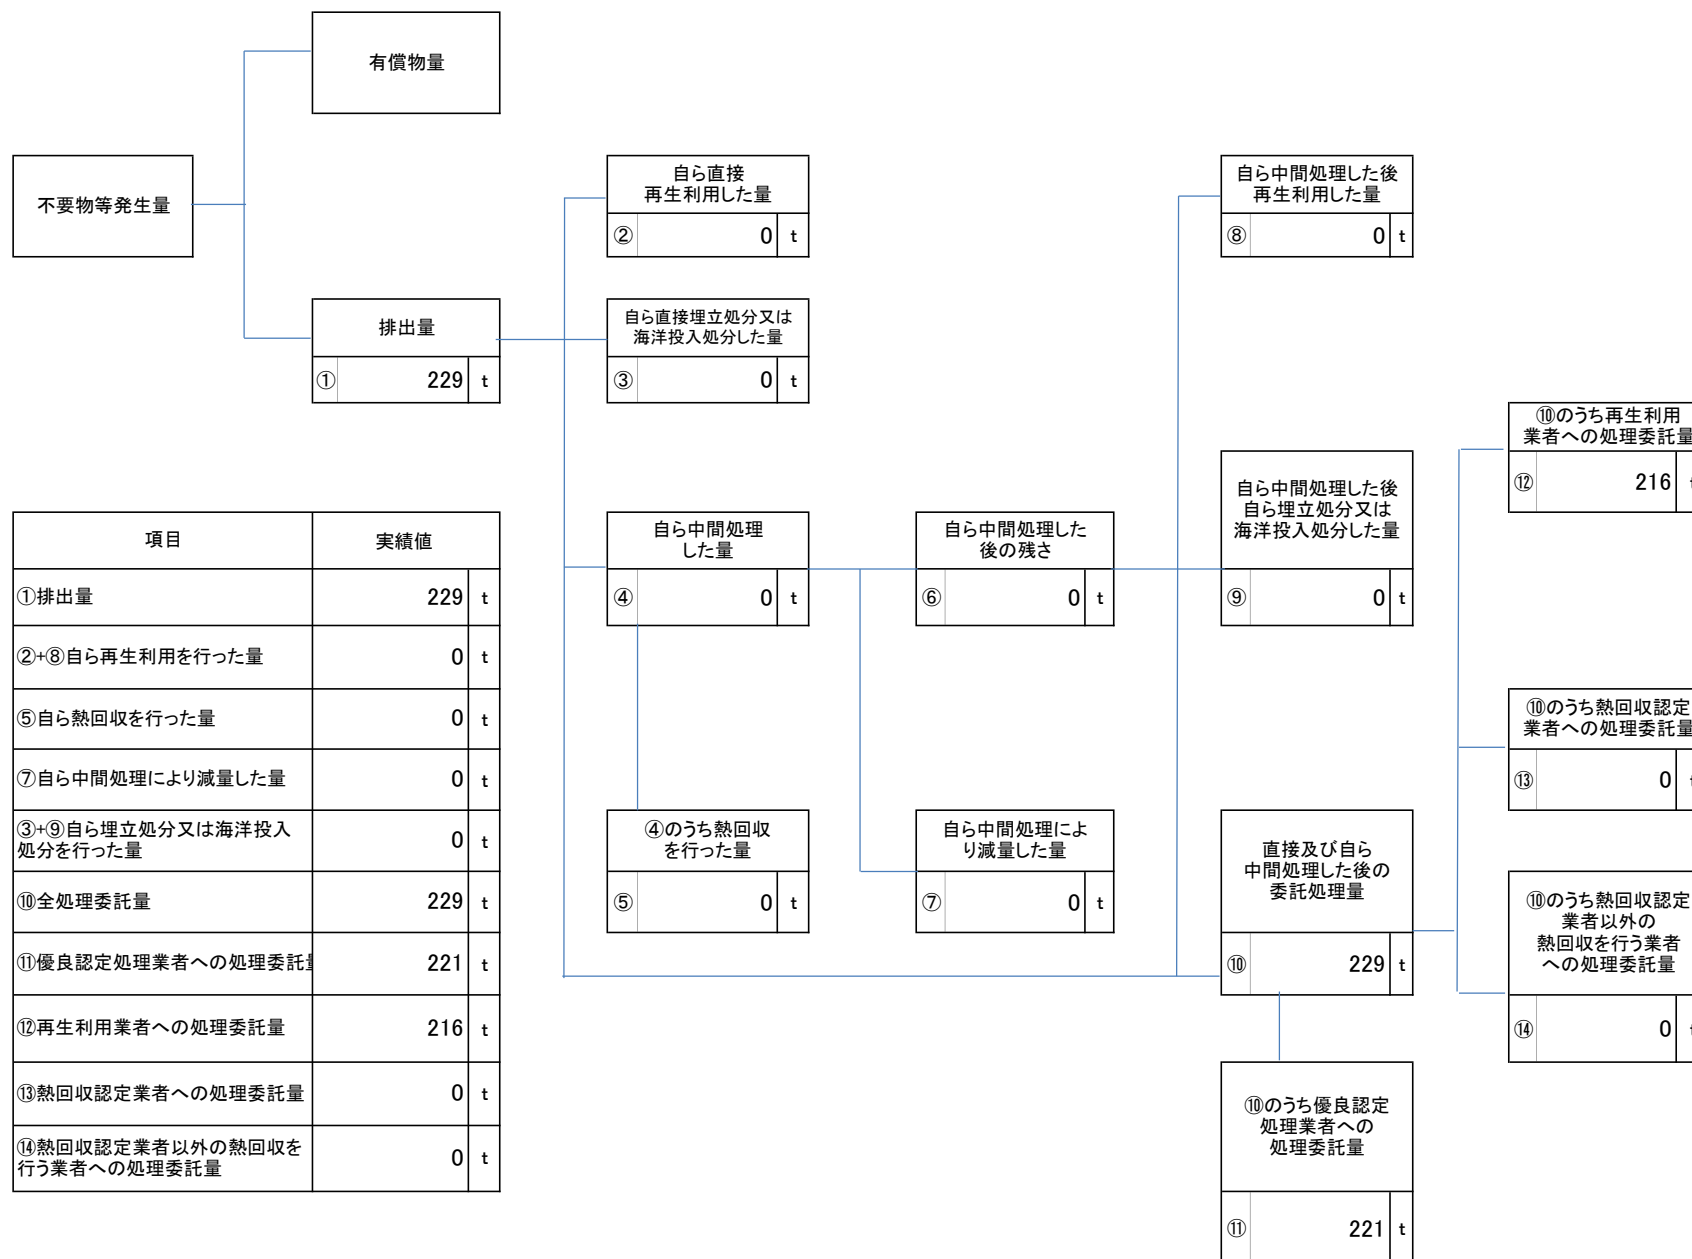 有償物量
不要物等発生量
排出量
① 229 t
自ら直接
再生利用した量
② 0 t
自ら直接埋立処分又は
海洋投入処分した量
③ 0 t
自ら中間処理
した量
④ 0 t
④のうち熱回収
を行った量
⑤ 0 t
自ら中間処理した
後の残さ
⑥ 0 t
自ら中間処理によ
り減量した量
⑦ 0 t
自ら中間処理した後
再生利用した量
⑧ 0 t
自ら中間処理した後
自ら埋立処分又は
海洋投入処分した量
⑨ 0 t
直接及び自ら
中間処理した後の
委託処理量
⑩ 229 t
⑩のうち優良認定
処理業者への
処理委託量
⑪ 221 t
⑩のうち再生利用
業者への処理委託量
⑫ 216 t
⑩のうち熱回収認定
業者への処理委託量
⑬ 0 t
⑩のうち熱回収認定
業者以外の
熱回収を行う業者
への処理委託量
⑭ 0 t
項目 実績値
①排出量 229 t
②+⑧自ら再生利用を行った量 0 t
⑤自ら熱回収を行った量 0 t
⑦自ら中間処理により減量した量 0 t
③+⑨自ら埋立処分又は海洋投入
処分を行った量 0 t
⑩全処理委託量 229 t
⑪優良認定処理業者への処理委託量 221 t
⑫再生利用業者への処理委託量 216 t
⑬熱回収認定業者への処理委託量 0 t
⑭熱回収認定業者以外の熱回収を
行う業者への処理委託量 0 t